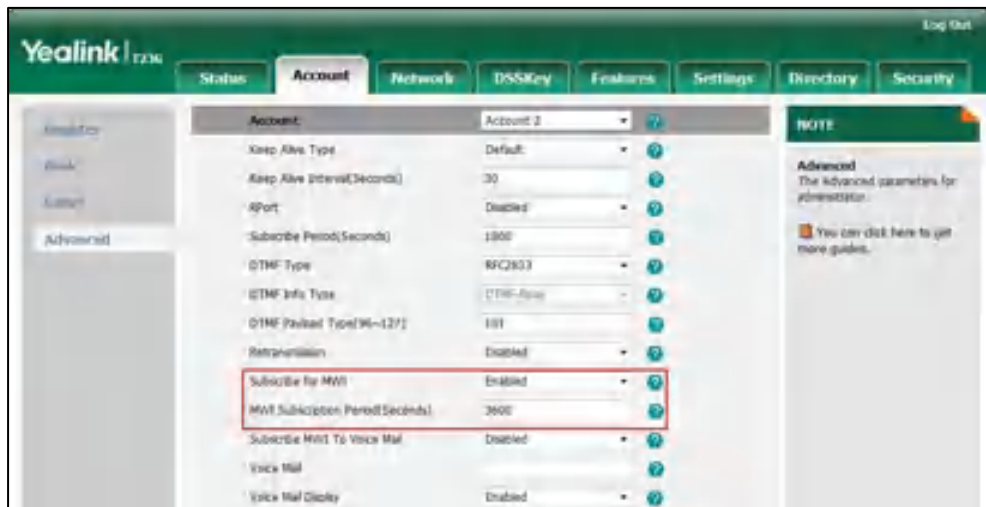 Log Out
Yealink
Status Account Network DSSKey Features Settings Directory Security
Register
Basic
Codec
Advanced
Account Account 2
Keep Alive Type Default
Keep Alive Interval(Seconds) 30
RPort Disabled
Subscribe Period(Seconds) 1800
DTMF Type RFC2833
DTMF Info Type
DTMF Payload Type(96~127) 101
Retransmission Disabled
Subscribe for MWI Enabled
MWI Subscription Period(Seconds) 3600
Subscribe MWI To Voice Mail Disabled
Voice Mail
Voice Mail Display Enabled
NOTE
Advanced
The Advanced parameters for
administrator.
You can click here to get
more guides.